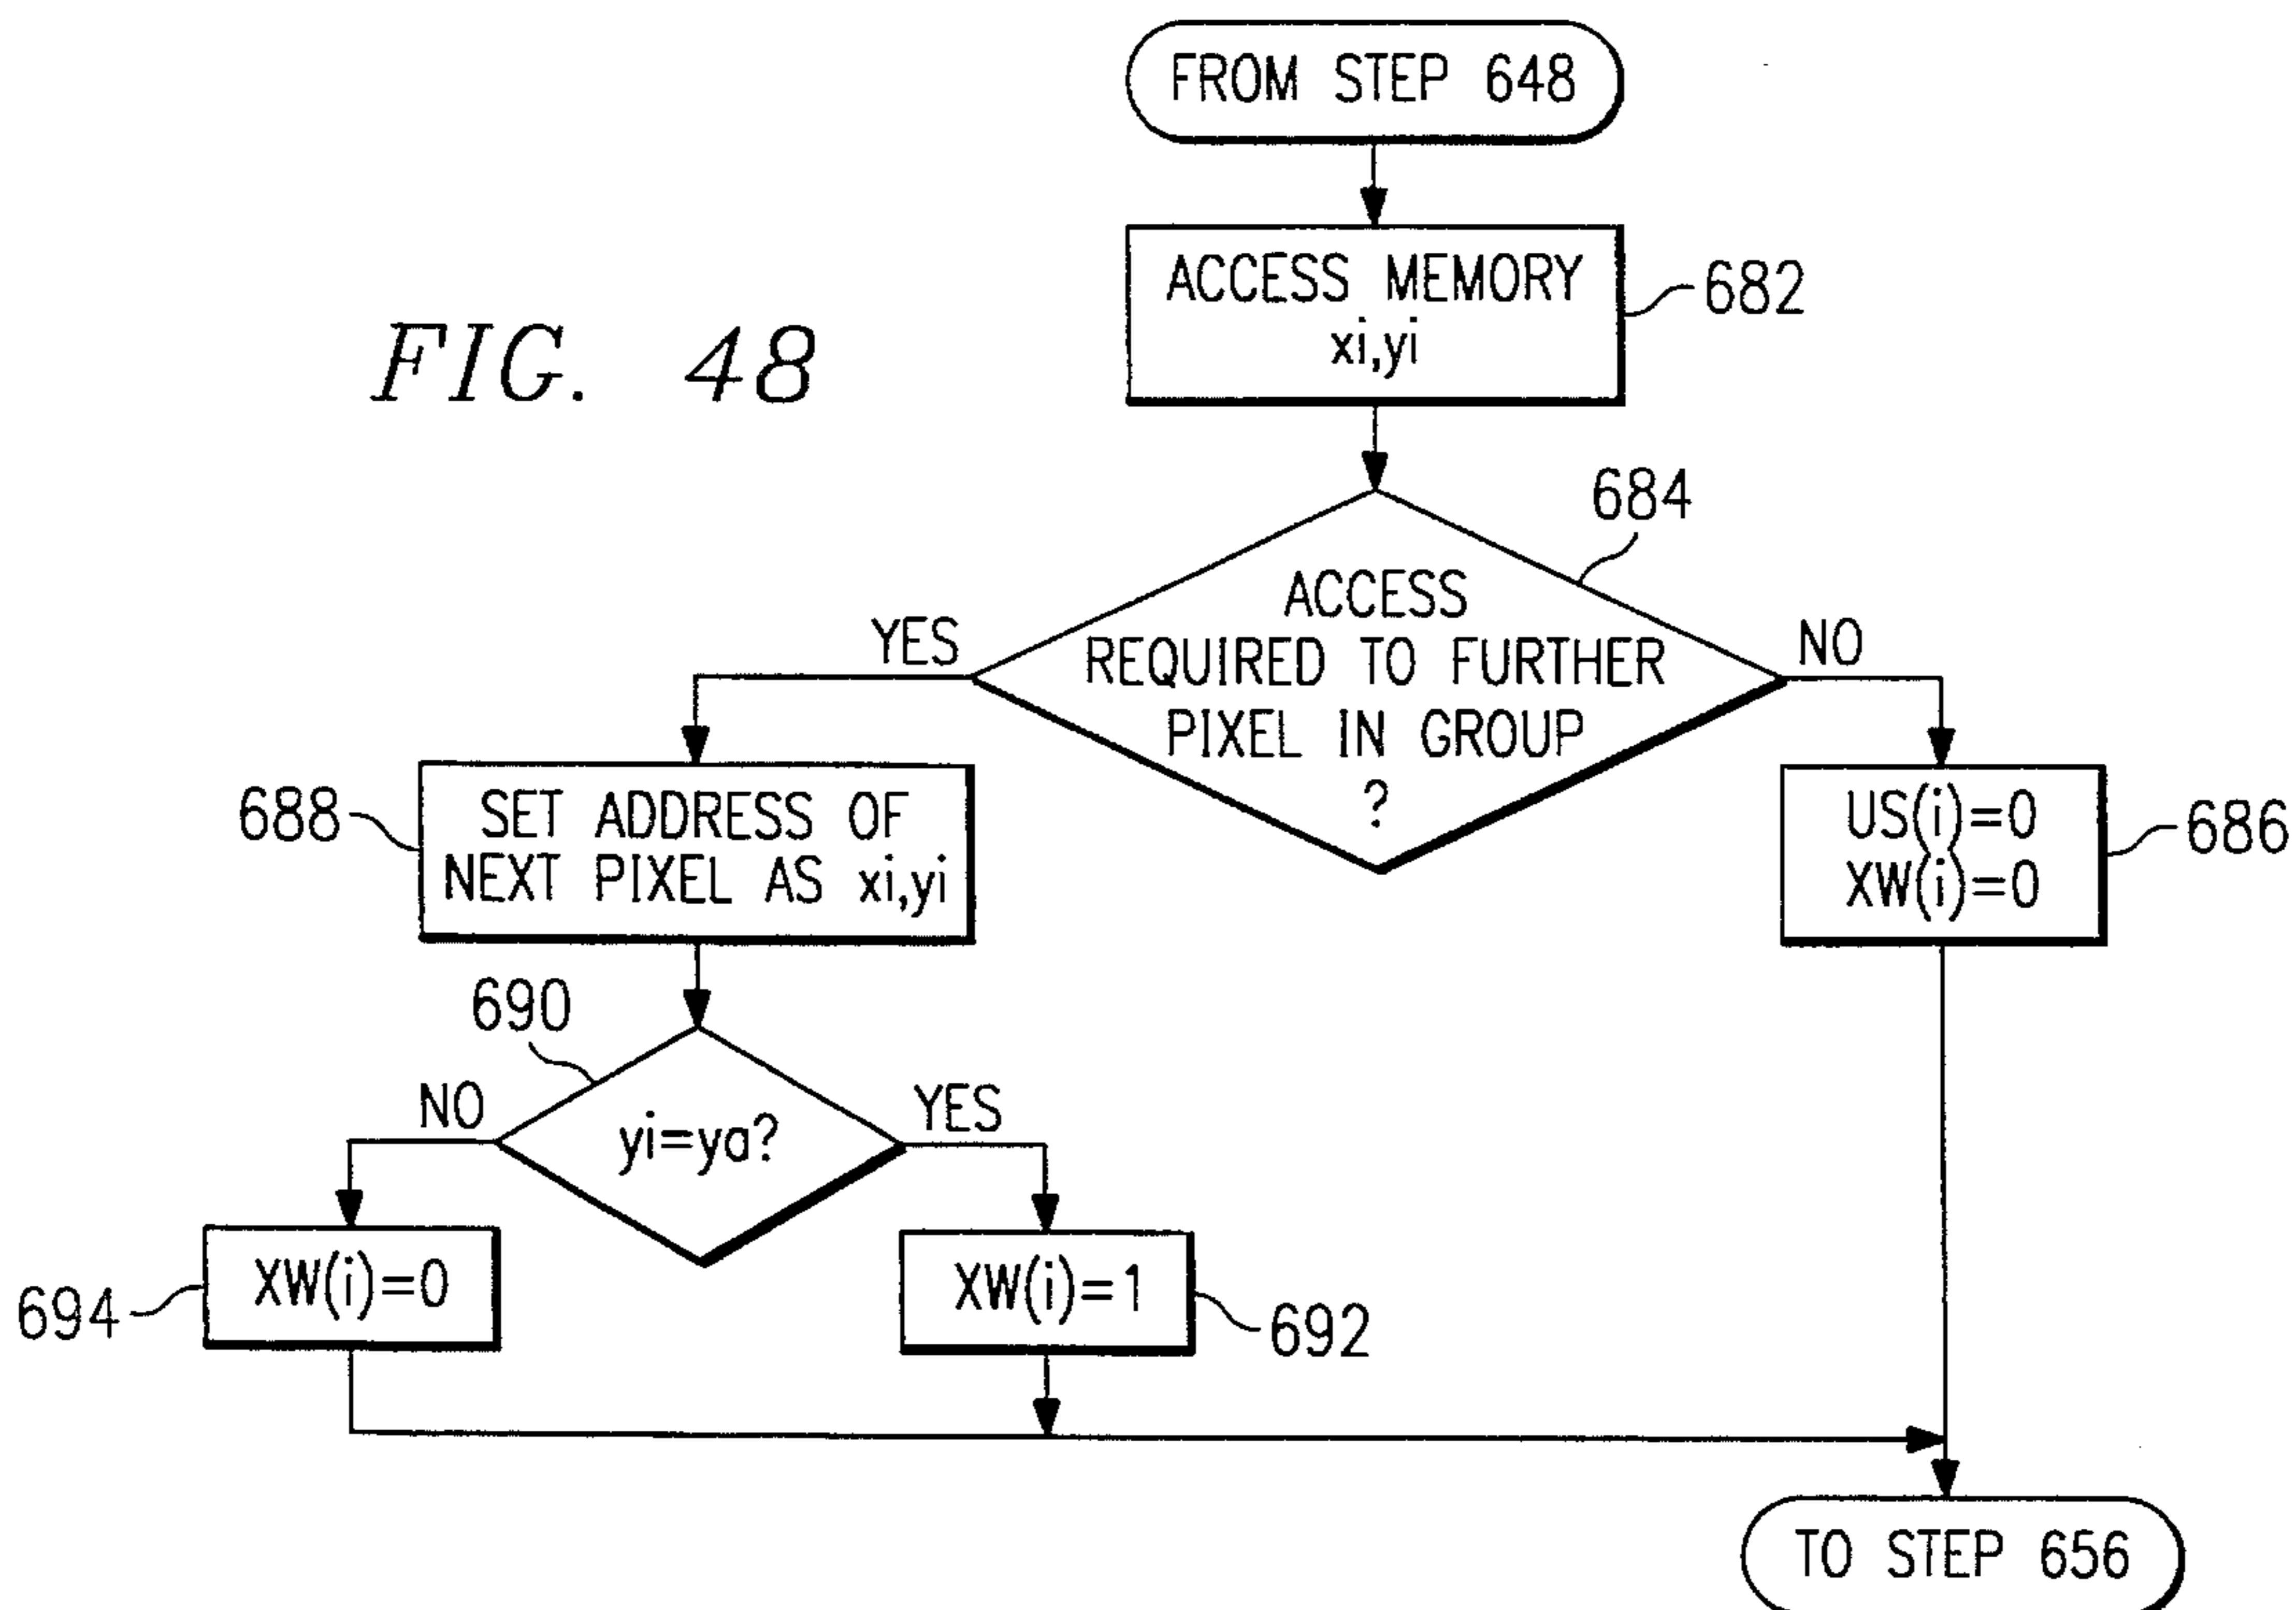 FROM STEP 648
FIG. 48
ACCESS MEMORY
xi,yi
682
684
ACCESS
REQUIRED TO FURTHER
PIXEL IN GROUP
?
YES
NO
688
SET ADDRESS OF
NEXT PIXEL AS xi,yi
US(i)=0
XW(i)=0
686
690
yi=ya?
NO
YES
694
XW(i)=0
XW(i)=1
692
TO STEP 656